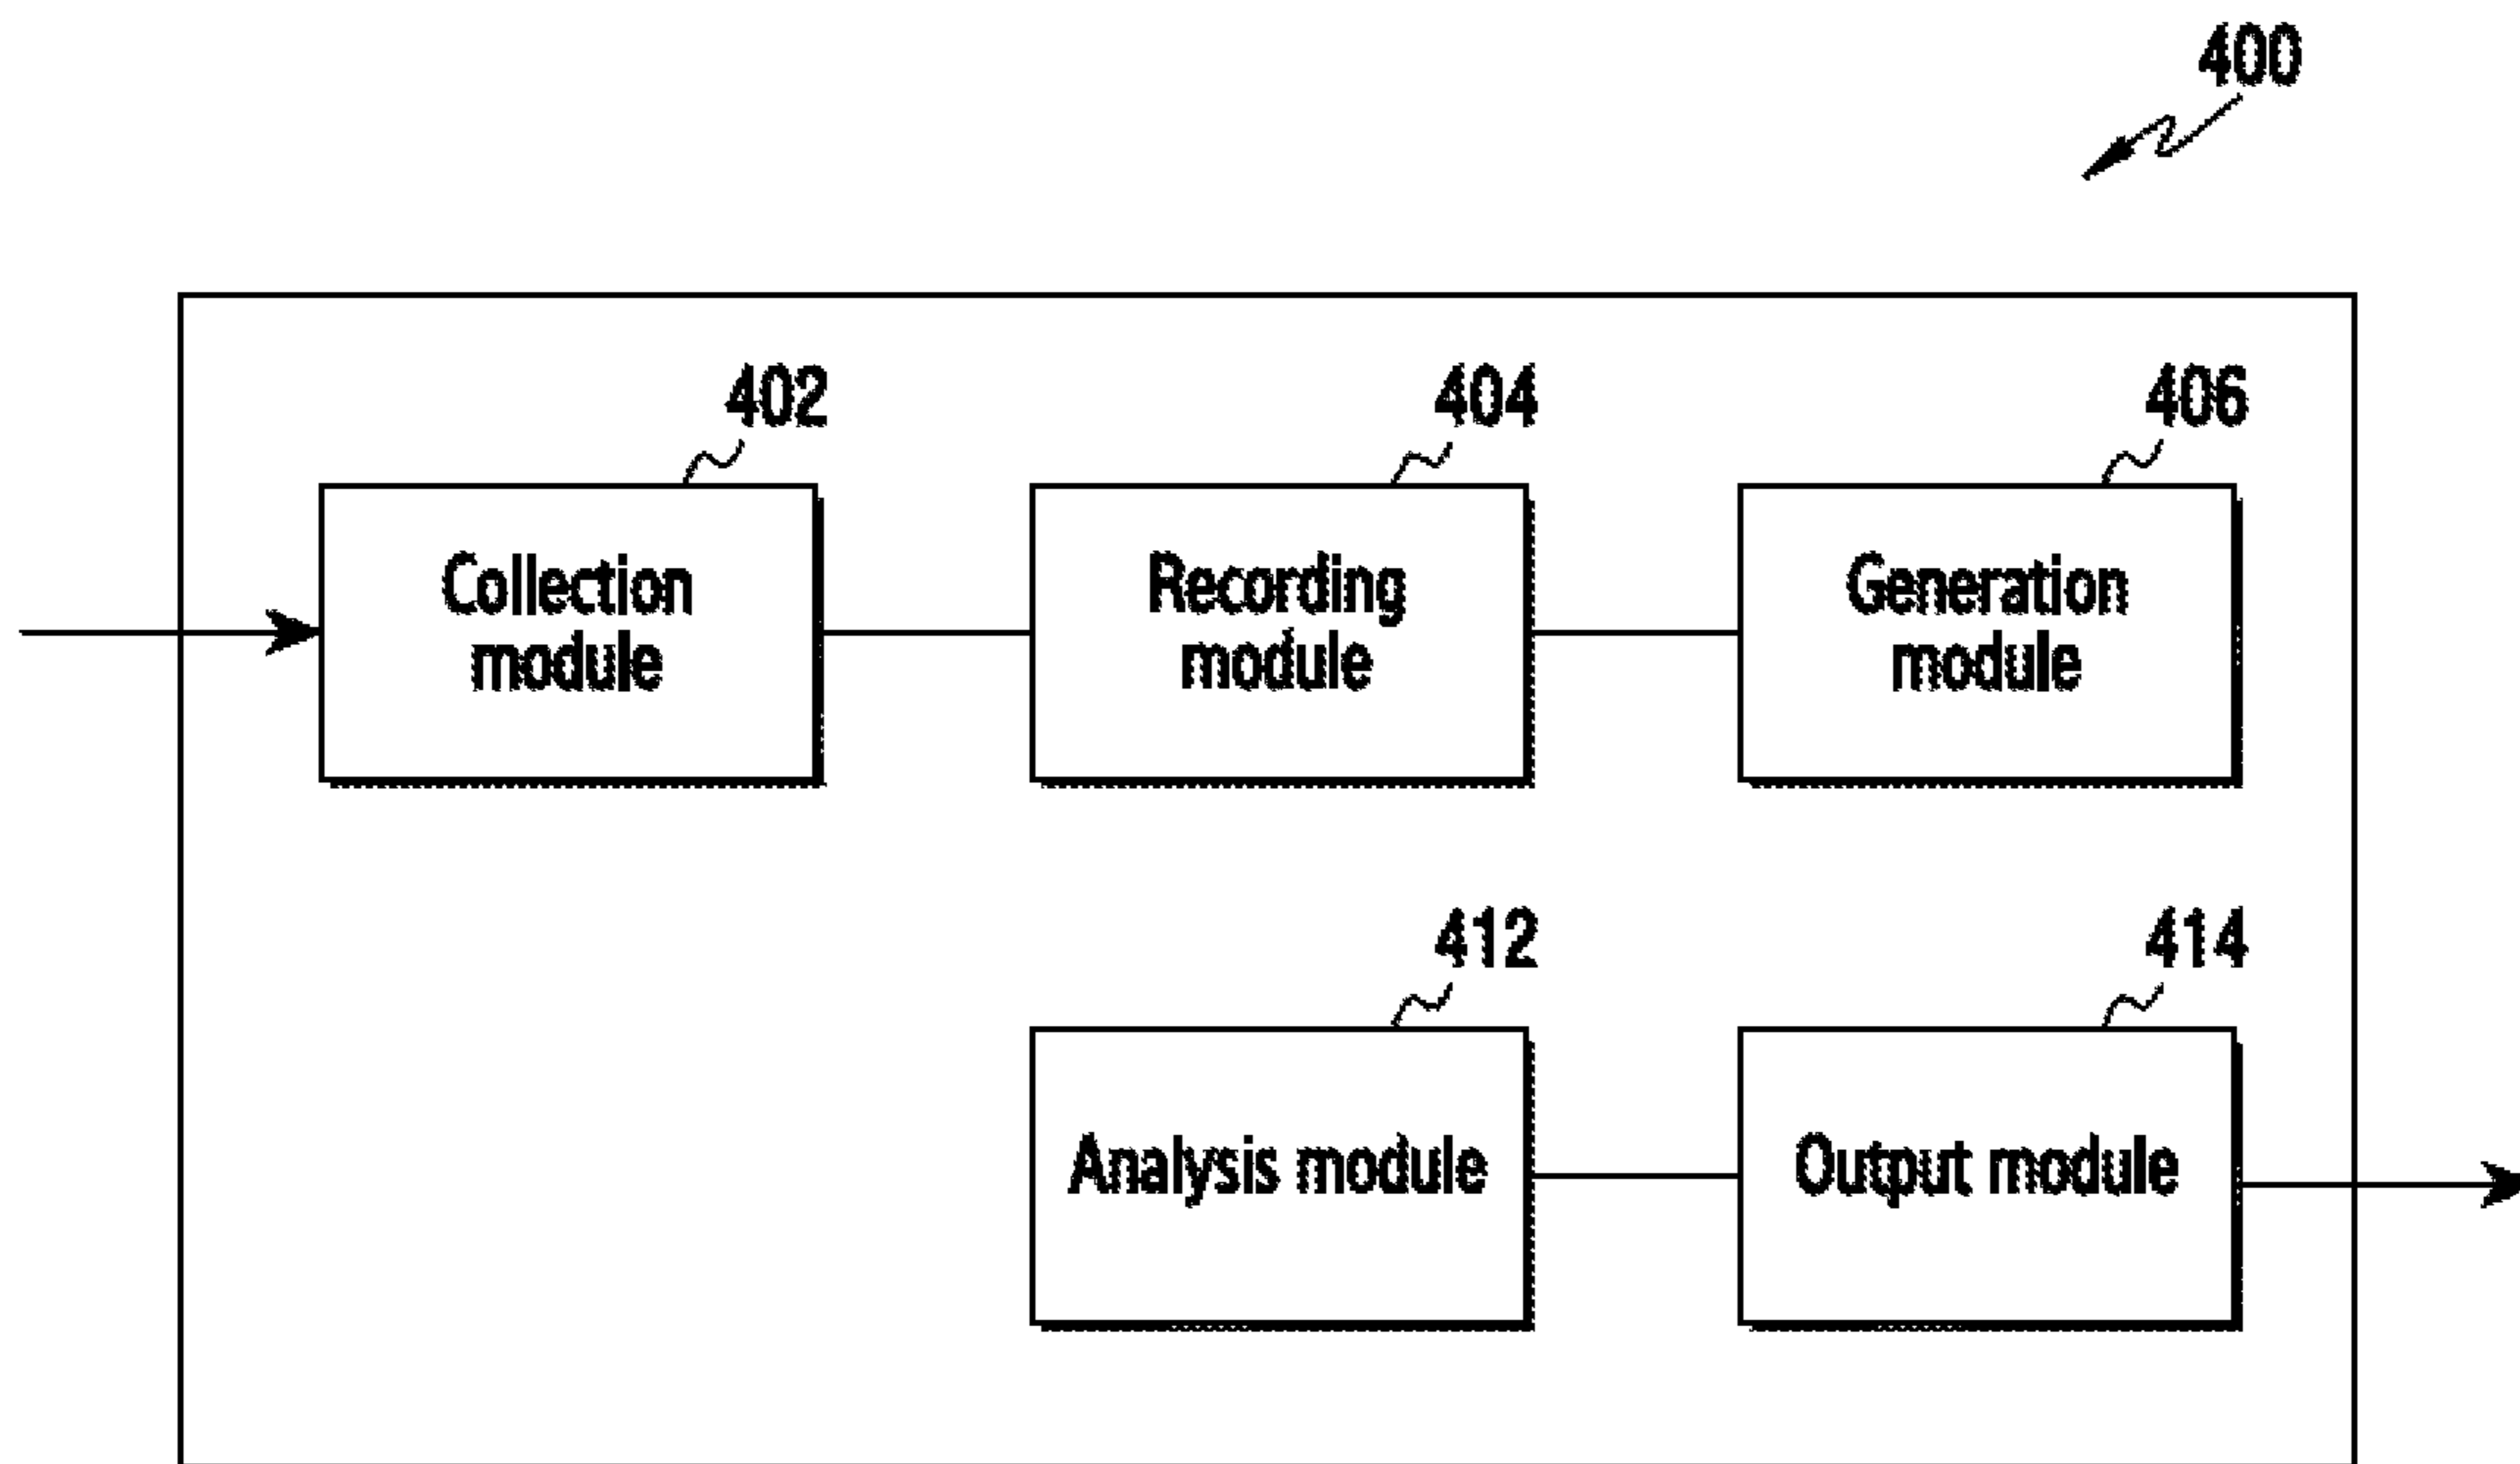 400
402
404
406
Collection
module
Recording
module
Generation
module
412
414
Analysis module
Output module